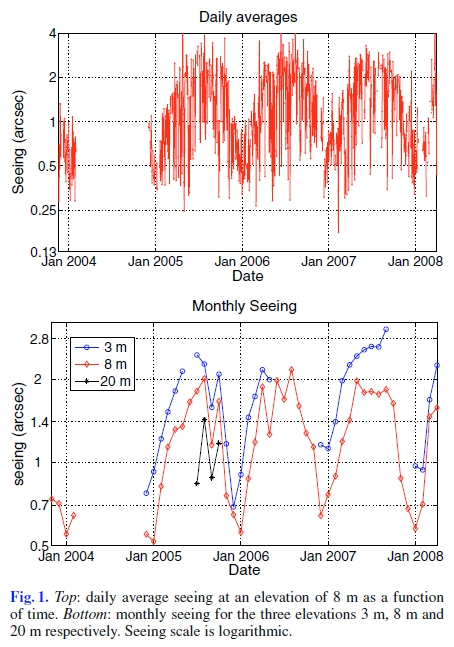 Daily averages
4
2
1
0.5
0.25
0.13
Seeing (arcsec)
Jan 2004 Jan 2005 Jan 2006 Jan 2007 Jan 2008
Date
Monthly Seeing
3 m
8 m
20 m
2.8
2
1.4
1
0.7
0.5
seeing (arcsec)
Jan 2004 Jan 2005 Jan 2006 Jan 2007 Jan 2008
Date
Fig. 1. Top: daily average seeing at an elevation of 8 m as a function
of time. Bottom: monthly seeing for the three elevations 3 m, 8 m and
20 m respectively. Seeing scale is logarithmic.